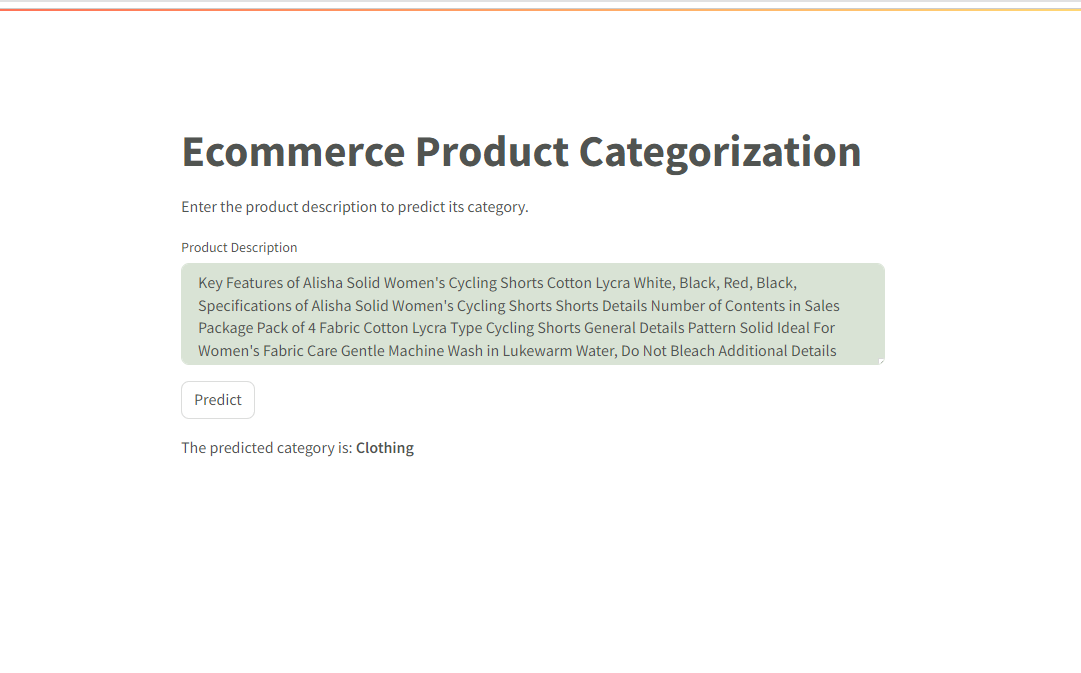 Ecommerce Product Categorization
Enter the product description to predict its category.
Product Description
Key Features of Alisha Solid Women's Cycling Shorts Cotton Lycra White, Black, Red, Black,
Specifications of Alisha Solid Women's Cycling Shorts Shorts Details Number of Contents in Sales
Package Pack of 4 Fabric Cotton Lycra Type Cycling Shorts General Details Pattern Solid Ideal For
Women's Fabric Care Gentle Machine Wash in Lukewarm Water, Do Not Bleach Additional Details
Predict
The predicted category is: Clothing